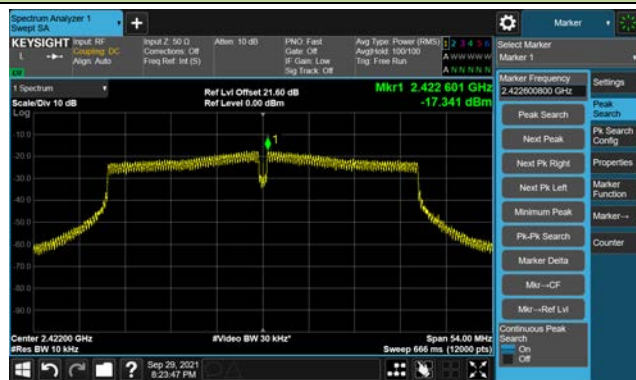 Spectrum Analyzer 1
Swept SA
Marker
KEYSIGHT Input: RF Input Z: 50 Ω Atten: 10 dB PNO: Fast Avg Type: Power (RMS) 1 2 3 4 5 6
L Coupling: DC Corrections: Off Gate: Off Avg|Hold: 100/100 A W W W W W
Align: Auto Freq Ref: Int (S) IF Gain: Low Trig: Free Run
Sig Track: Off A N N N N N
Select Marker
Marker 1
1 Spectrum
Ref Lvl Offset 21.60 dB
Mkr1 2.422 601 GHz
Scale/Div 10 dB
Ref Level 0.00 dBm
-17.341 dBm
Log
1
-10.0
-20.0
-30.0
-40.0
-50.0
-60.0
-70.0
-80.0
-90.0
Center 2.42200 GHz
#Video BW 30 kHz*
Span 54.00 MHz
#Res BW 10 kHz
Sweep 666 ms (12000 pts)
Marker Frequency
2.422600800 GHz
Peak Search
Next Peak
Next Pk Right
Next Pk Left
Minimum Peak
Pk-Pk Search
Marker Delta
Mkr→CF
Mkr→Ref Lvl
Continuous Peak
Search
On
Off
Settings
Peak
Search
Pk Search
Config
Properties
Marker
Function
Marker→
Counter
Sep 29, 2021
8:23:47 PM